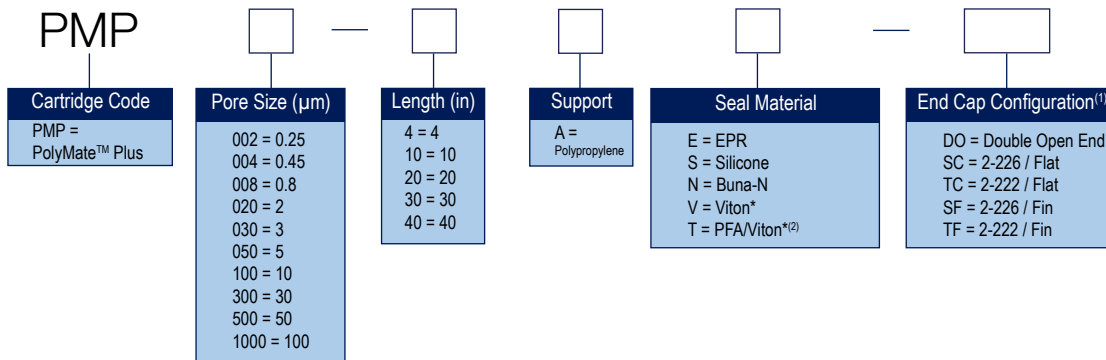 PMP
—
—
Cartridge Code
PMP =
PolyMate™ Plus
Pore Size (µm)
002 = 0.25
004 = 0.45
008 = 0.8
020 = 2
030 = 3
050 = 5
100 = 10
300 = 30
500 = 50
1000 = 100
Length (in)
4 = 4
10 = 10
20 = 20
30 = 30
40 = 40
Support
A =
Polypropylene
Seal Material
E = EPR
S = Silicone
N = Buna-N
V = Viton*
T = PFA/Viton*(2)
End Cap Configuration(1)
DO = Double Open End
SC = 2-226 / Flat
TC = 2-222 / Flat
SF = 2-226 / Fin
TF = 2-222 / Fin